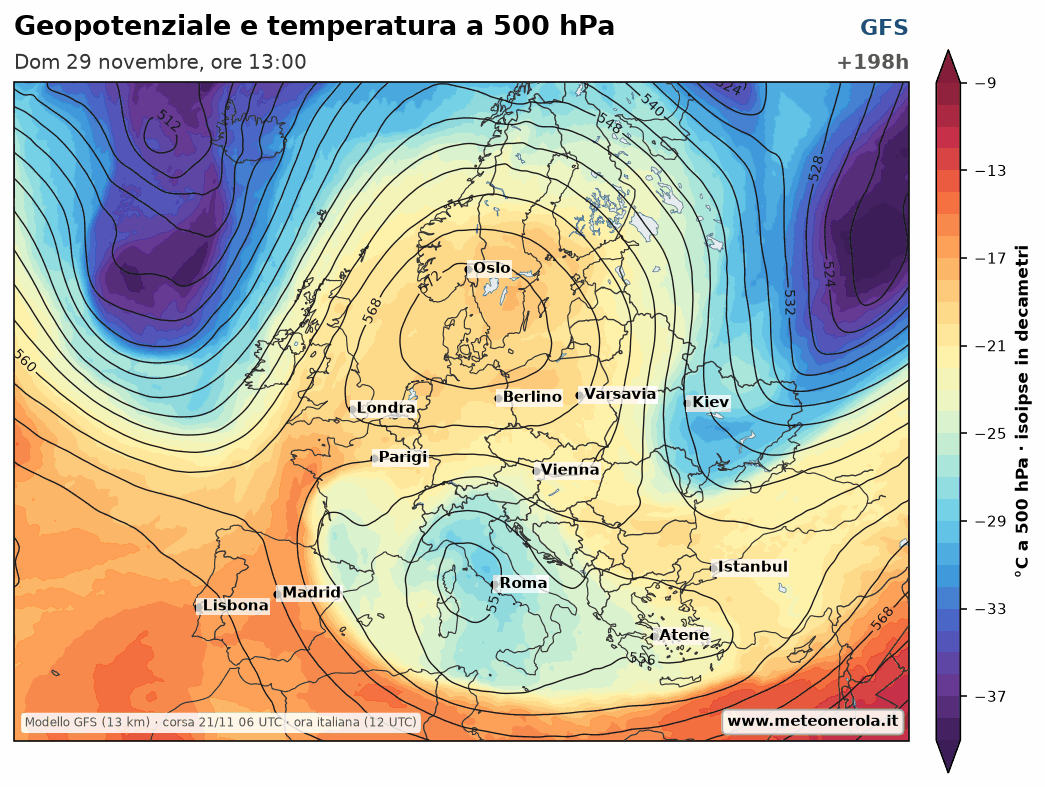 Geopotenziale e temperatura a 500 hPa
GFS
Dom 29 novembre, ore 13:00
+198h
512
524
540
548
528
524
532
560
568
Oslo
Londra
Berlino
Varsavia
Kiev
Parigi
Vienna
Lisbona
Madrid
Roma
Istanbul
Atene
556
568
Modello GFS (13 km) · corsa 21/11 06 UTC · ora italiana (12 UTC)
www.meteonerola.it
−9
−13
−17
−21
−25
−29
−33
−37
°C a 500 hPa · isoipse in decametri